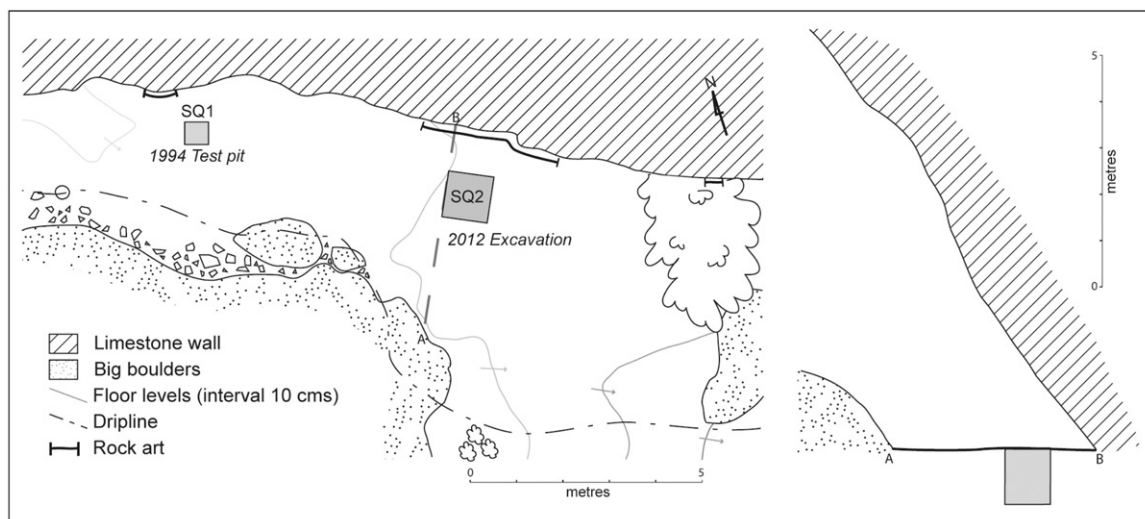 SQ1
1994 Test pit
B
N
SQ2
2012 Excavation
A
Limestone wall
Big boulders
Floor levels (interval 10 cms)
Dripline
Rock art
0
5
metres
5
metres
0
A
B